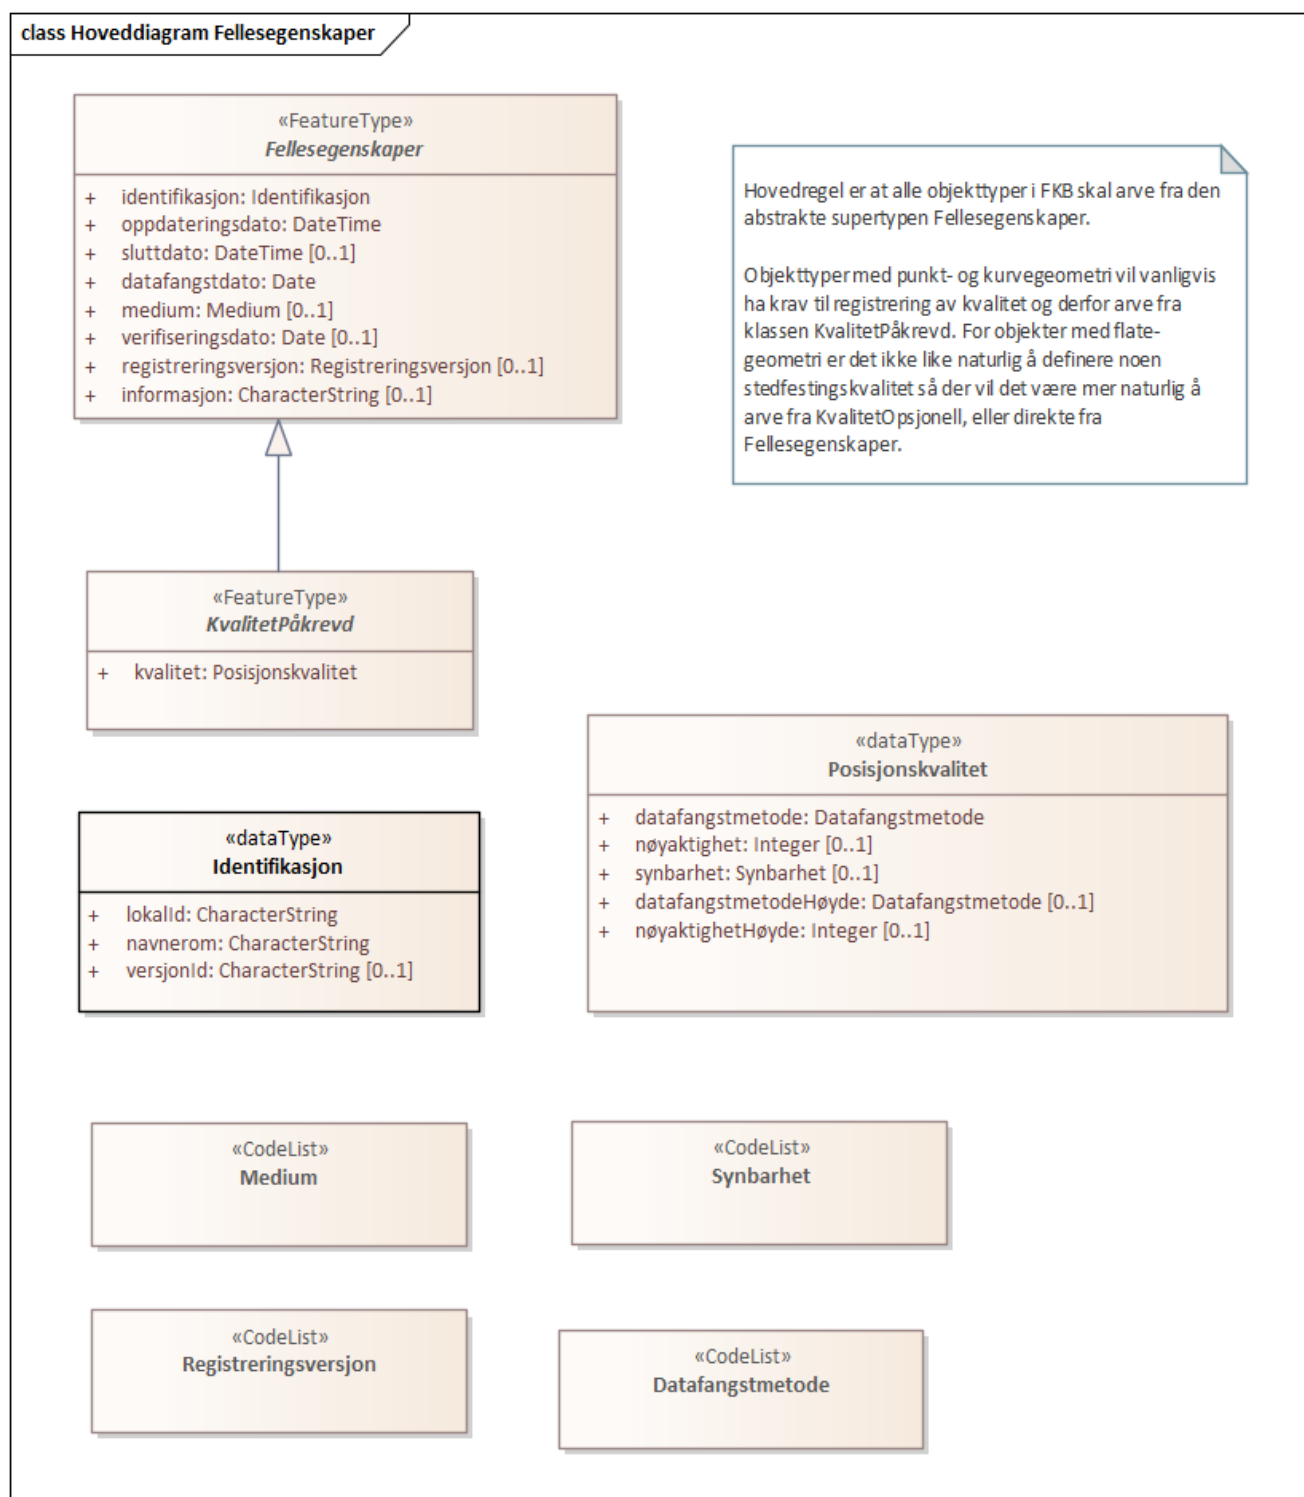 class Hoveddiagram Fellesegenskaper
«FeatureType»
Fellesegenskaper
+ identifikasjon: Identifikasjon
+ oppdateringsdato: DateTime
+ sluttdato: DateTime [0..1]
+ datafangstdato: Date
+ medium: Medium [0..1]
+ verifiseringsdato: Date [0..1]
+ registreringsversjon: Registreringsversjon [0..1]
+ informasjon: CharacterString [0..1]
Hovedregel er at alle objekttyper i FKB skal arve fra den
abstrakte supertypen Fellesegenskaper.
Objekttyper med punkt- og kurvegeometri vil vanligvis
ha krav til registrering av kvalitet og derfor arve fra
klassen KvalitetPåkrevd. For objekter med flate-
geometri er det ikke like naturlig å definere noen
stedfestingskvalitet så der vil det være mer naturlig å
arve fra KvalitetOpsjonell, eller direkte fra
Fellesegenskaper.
«FeatureType»
KvalitetPåkrevd
+ kvalitet: Posisjonskvalitet
«dataType»
Posisjonskvalitet
+ datafangstmetode: Datafangstmetode
+ nøyaktighet: Integer [0..1]
+ synbarhet: Synbarhet [0..1]
+ datafangstmetodeHøyde: Datafangstmetode [0..1]
+ nøyaktighetHøyde: Integer [0..1]
«dataType»
Identifikasjon
+ lokalId: CharacterString
+ navnerom: CharacterString
+ versjonId: CharacterString [0..1]
«CodeList»
Medium
«CodeList»
Synbarhet
«CodeList»
Registreringsversjon
«CodeList»
Datafangstmetode